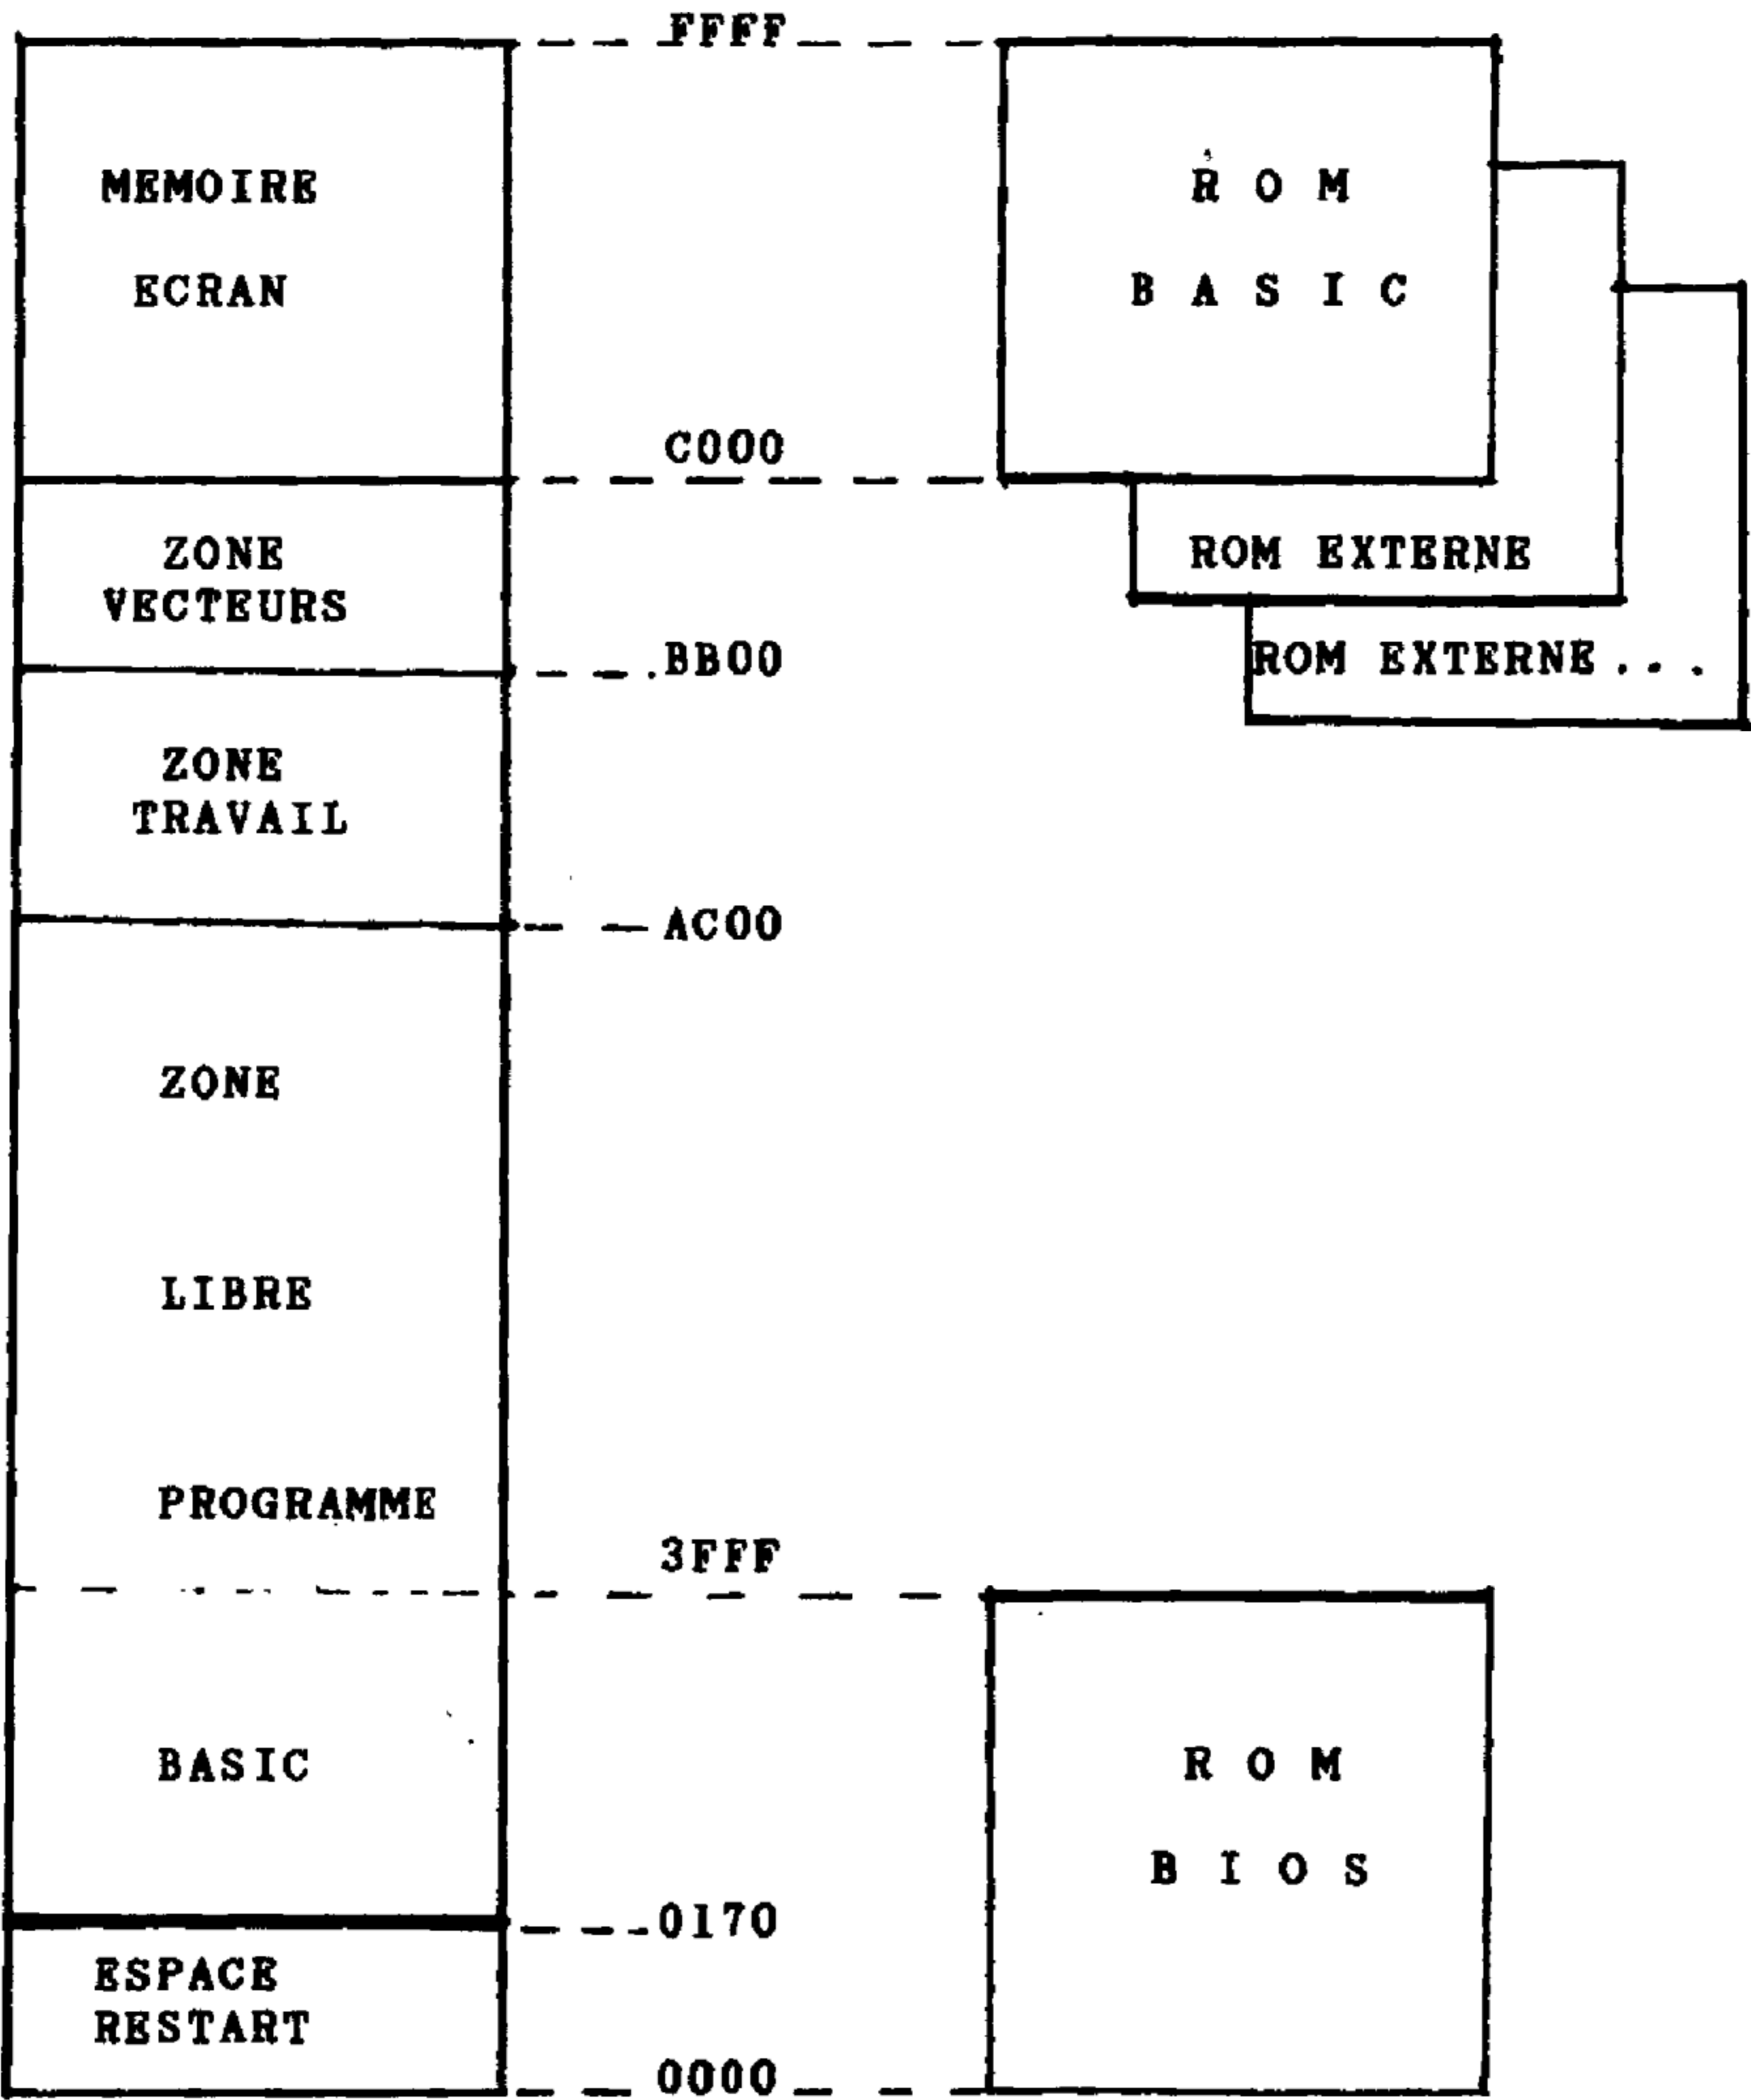 FFFF
MEMOIRE
ECRAN
R O M
B A S I C
C000
ZONE
VECTEURS
ROM EXTERNE
BB00
ROM EXTERNE...
ZONE
TRAVAIL
AC00
ZONE
LIBRE
PROGRAMME
3FFF
BASIC
R O M
B I O S
0170
ESPACE
RESTART
0000